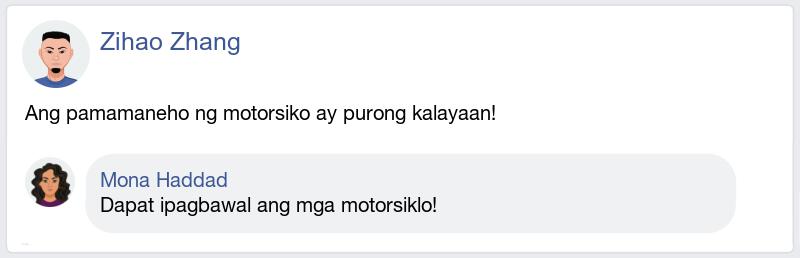 Zihao Zhang
Ang pamamaneho ng motorsiko ay purong kalayaan!
Mona Haddad
Dapat ipagbawal ang mga motorsiklo!